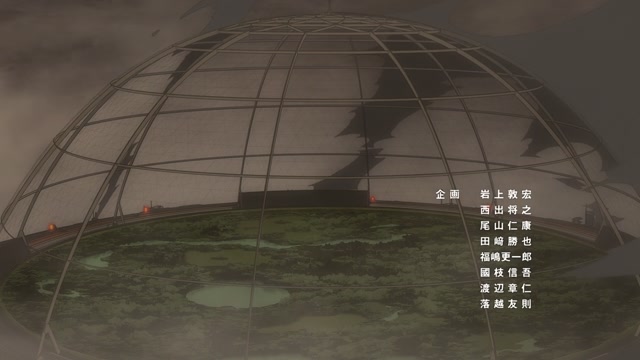 企画 岩上敦宏
西出将之
尾山仁康
田﨑勝也
福嶋更一郎
國枝信吾
渡辺章仁
落越友則